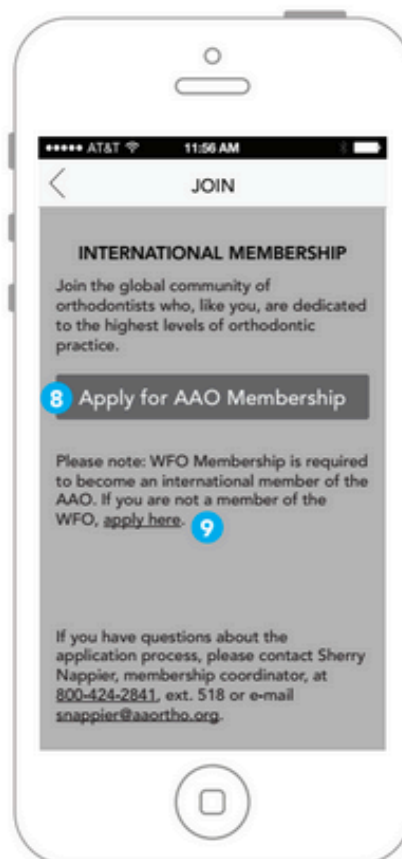 AT&T 11:56 AM
JOIN
INTERNATIONAL MEMBERSHIP
Join the global community of
orthodontists who, like you, are dedicated
to the highest levels of orthodontic
practice.
8 Apply for AAO Membership
Please note: WFO Membership is required
to become an international member of the
AAO. If you are not a member of the
WFO, apply here. 9
If you have questions about the
application process, please contact Sherry
Nappier, membership coordinator, at
800-424-2841, ext. 518 or e-mail
snappier@aaortho.org.